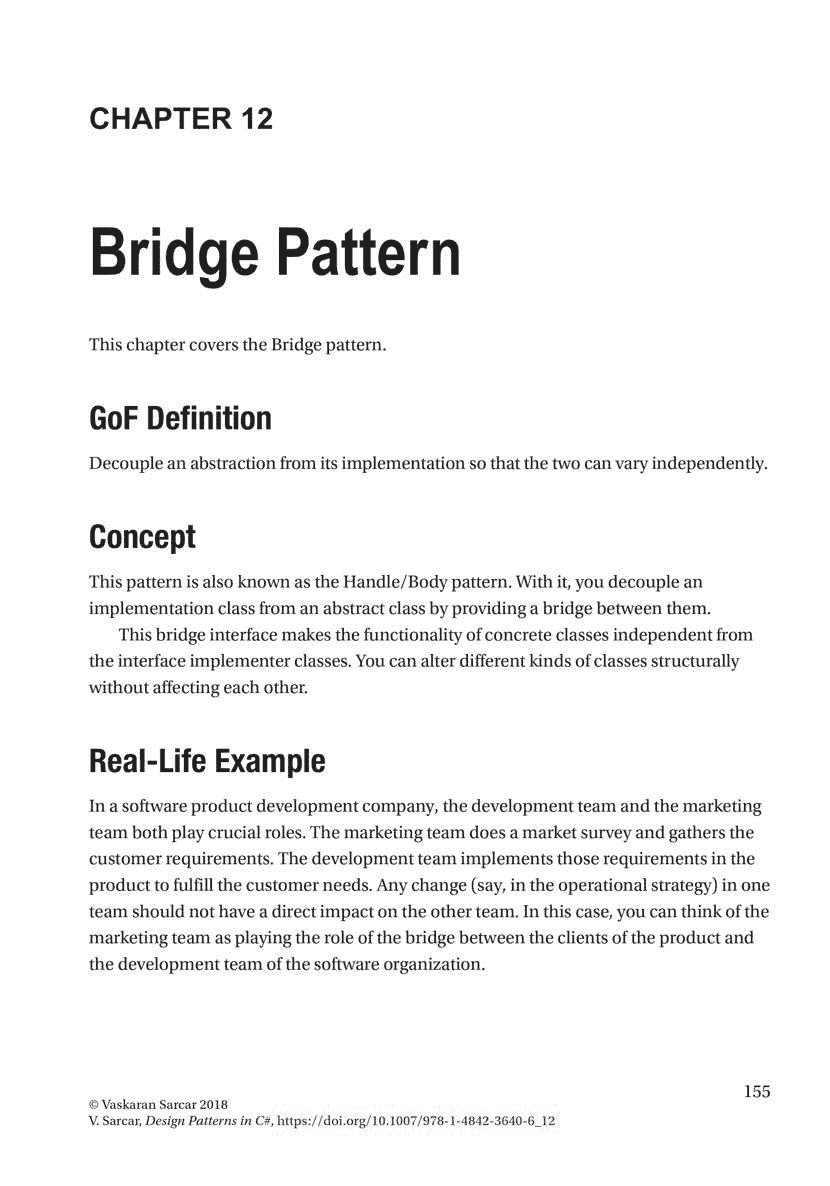 CHAPTER 12
Bridge Pattern
This chapter covers the Bridge pattern.
GoF Definition
Decouple an abstraction from its implementation so that the two can vary independently.
Concept
This pattern is also known as the Handle/Body pattern. With it, you decouple an
implementation class from an abstract class by providing a bridge between them.
This bridge interface makes the functionality of concrete classes independent from
the interface implementer classes. You can alter different kinds of classes structurally
without affecting each other.
Real-Life Example
In a software product development company, the development team and the marketing
team both play crucial roles. The marketing team does a market survey and gathers the
customer requirements. The development team implements those requirements in the
product to fulfill the customer needs. Any change (say, in the operational strategy) in one
team should not have a direct impact on the other team. In this case, you can think of the
marketing team as playing the role of the bridge between the clients of the product and
the development team of the software organization.
155
© Vaskaran Sarcar 2018
V. Sarcar, Design Patterns in C#, https://doi.org/10.1007/978-1-4842-3640-6_12